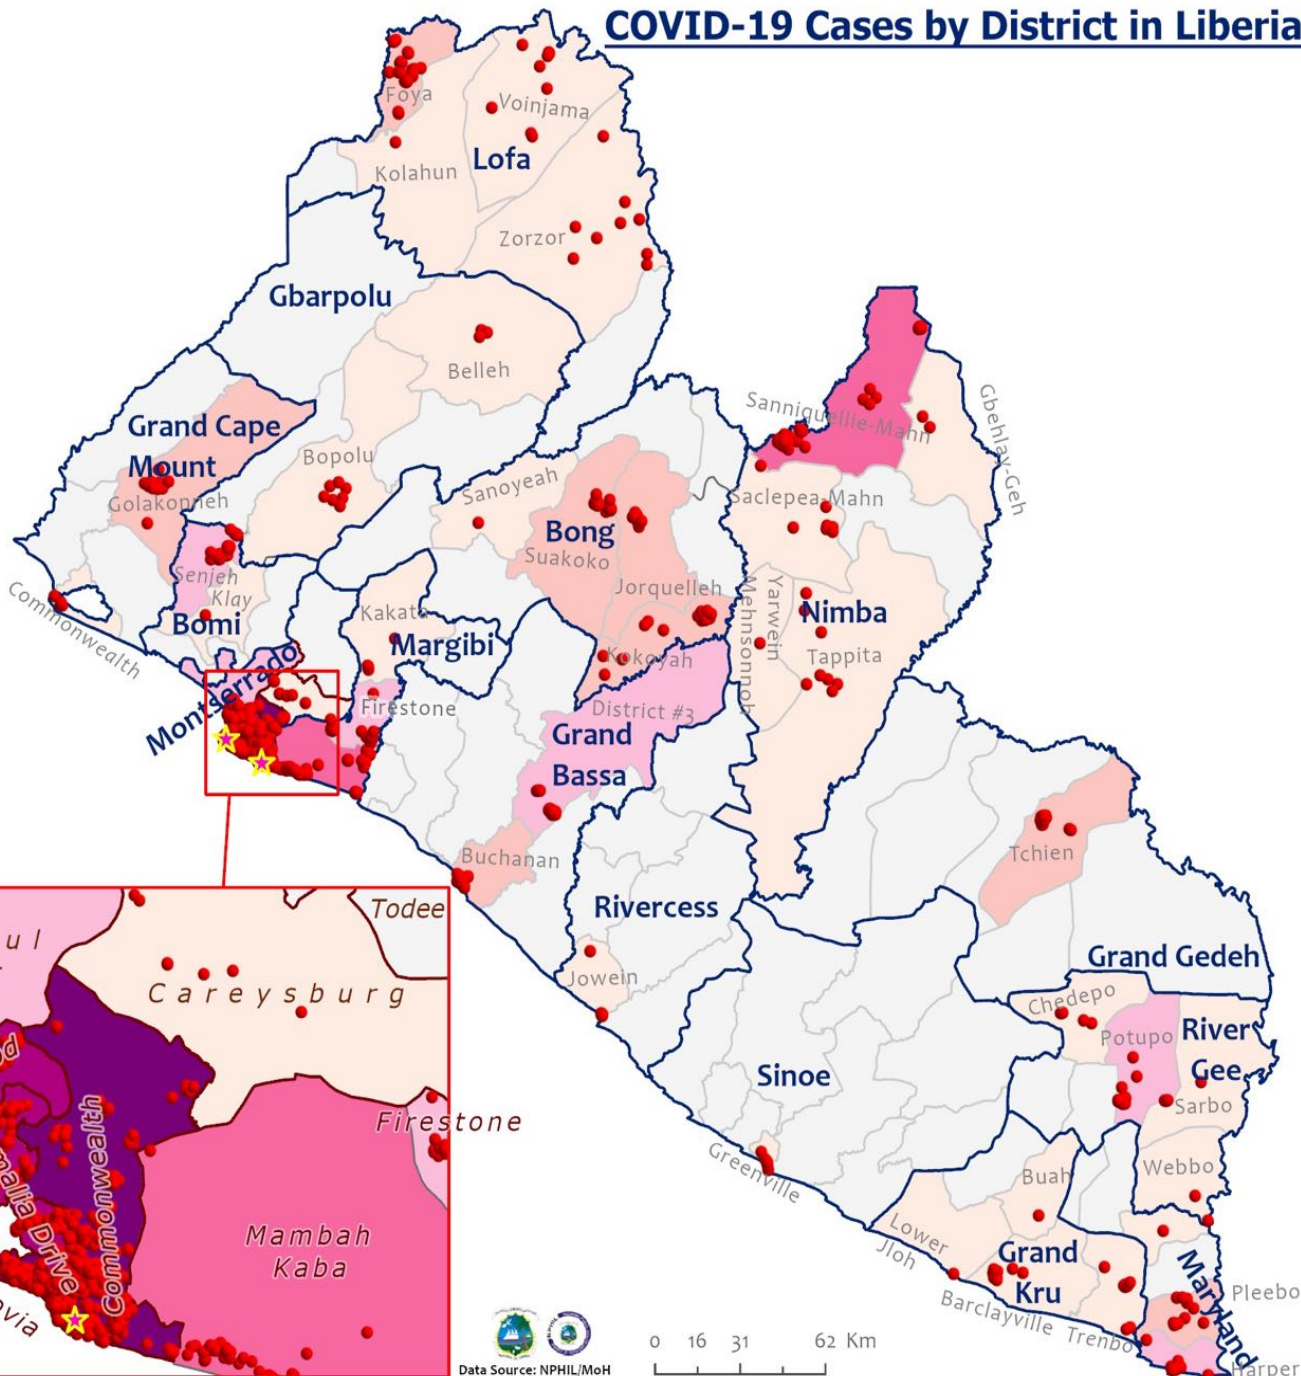 COVID-19 Cases by District in Liberia
Foya
Voinjama
Lofa
Kolahun
Zorzor
Gbarpolu
Belleh
Grand Cape
Mount
Golakonneh
Bopolu
Sanoyeah
Bong
Suakoko
Jorquelleh
Kokoyah
Sanniquellie-Mahn
Gbehlay-Geh
Saclepea-Mahn
Yarwein
Mehnsonnoh
Nimba
Tappita
Commonwealth
Senjeh
Klay
Bomi
Kakata
Margibi
Montserrado
Firestone
District #3
Grand
Bassa
Buchanan
Rivercess
Jowein
Tchien
Grand Gedeh
Chedepo
Potupo
River
Gee
Sarbo
Webbo
Sinoe
Greenville
Buah
Lower
Jloh
Grand
Kru
Barclayville
Trenbo
Maryland
Pleebo
Harper
Todee
ul
Careysburg
Firestone
Commonwealth
malia Drive
Mambah
Kaba
ovia
0 16 31 62 Km
Data Source: NPHIL/MoH